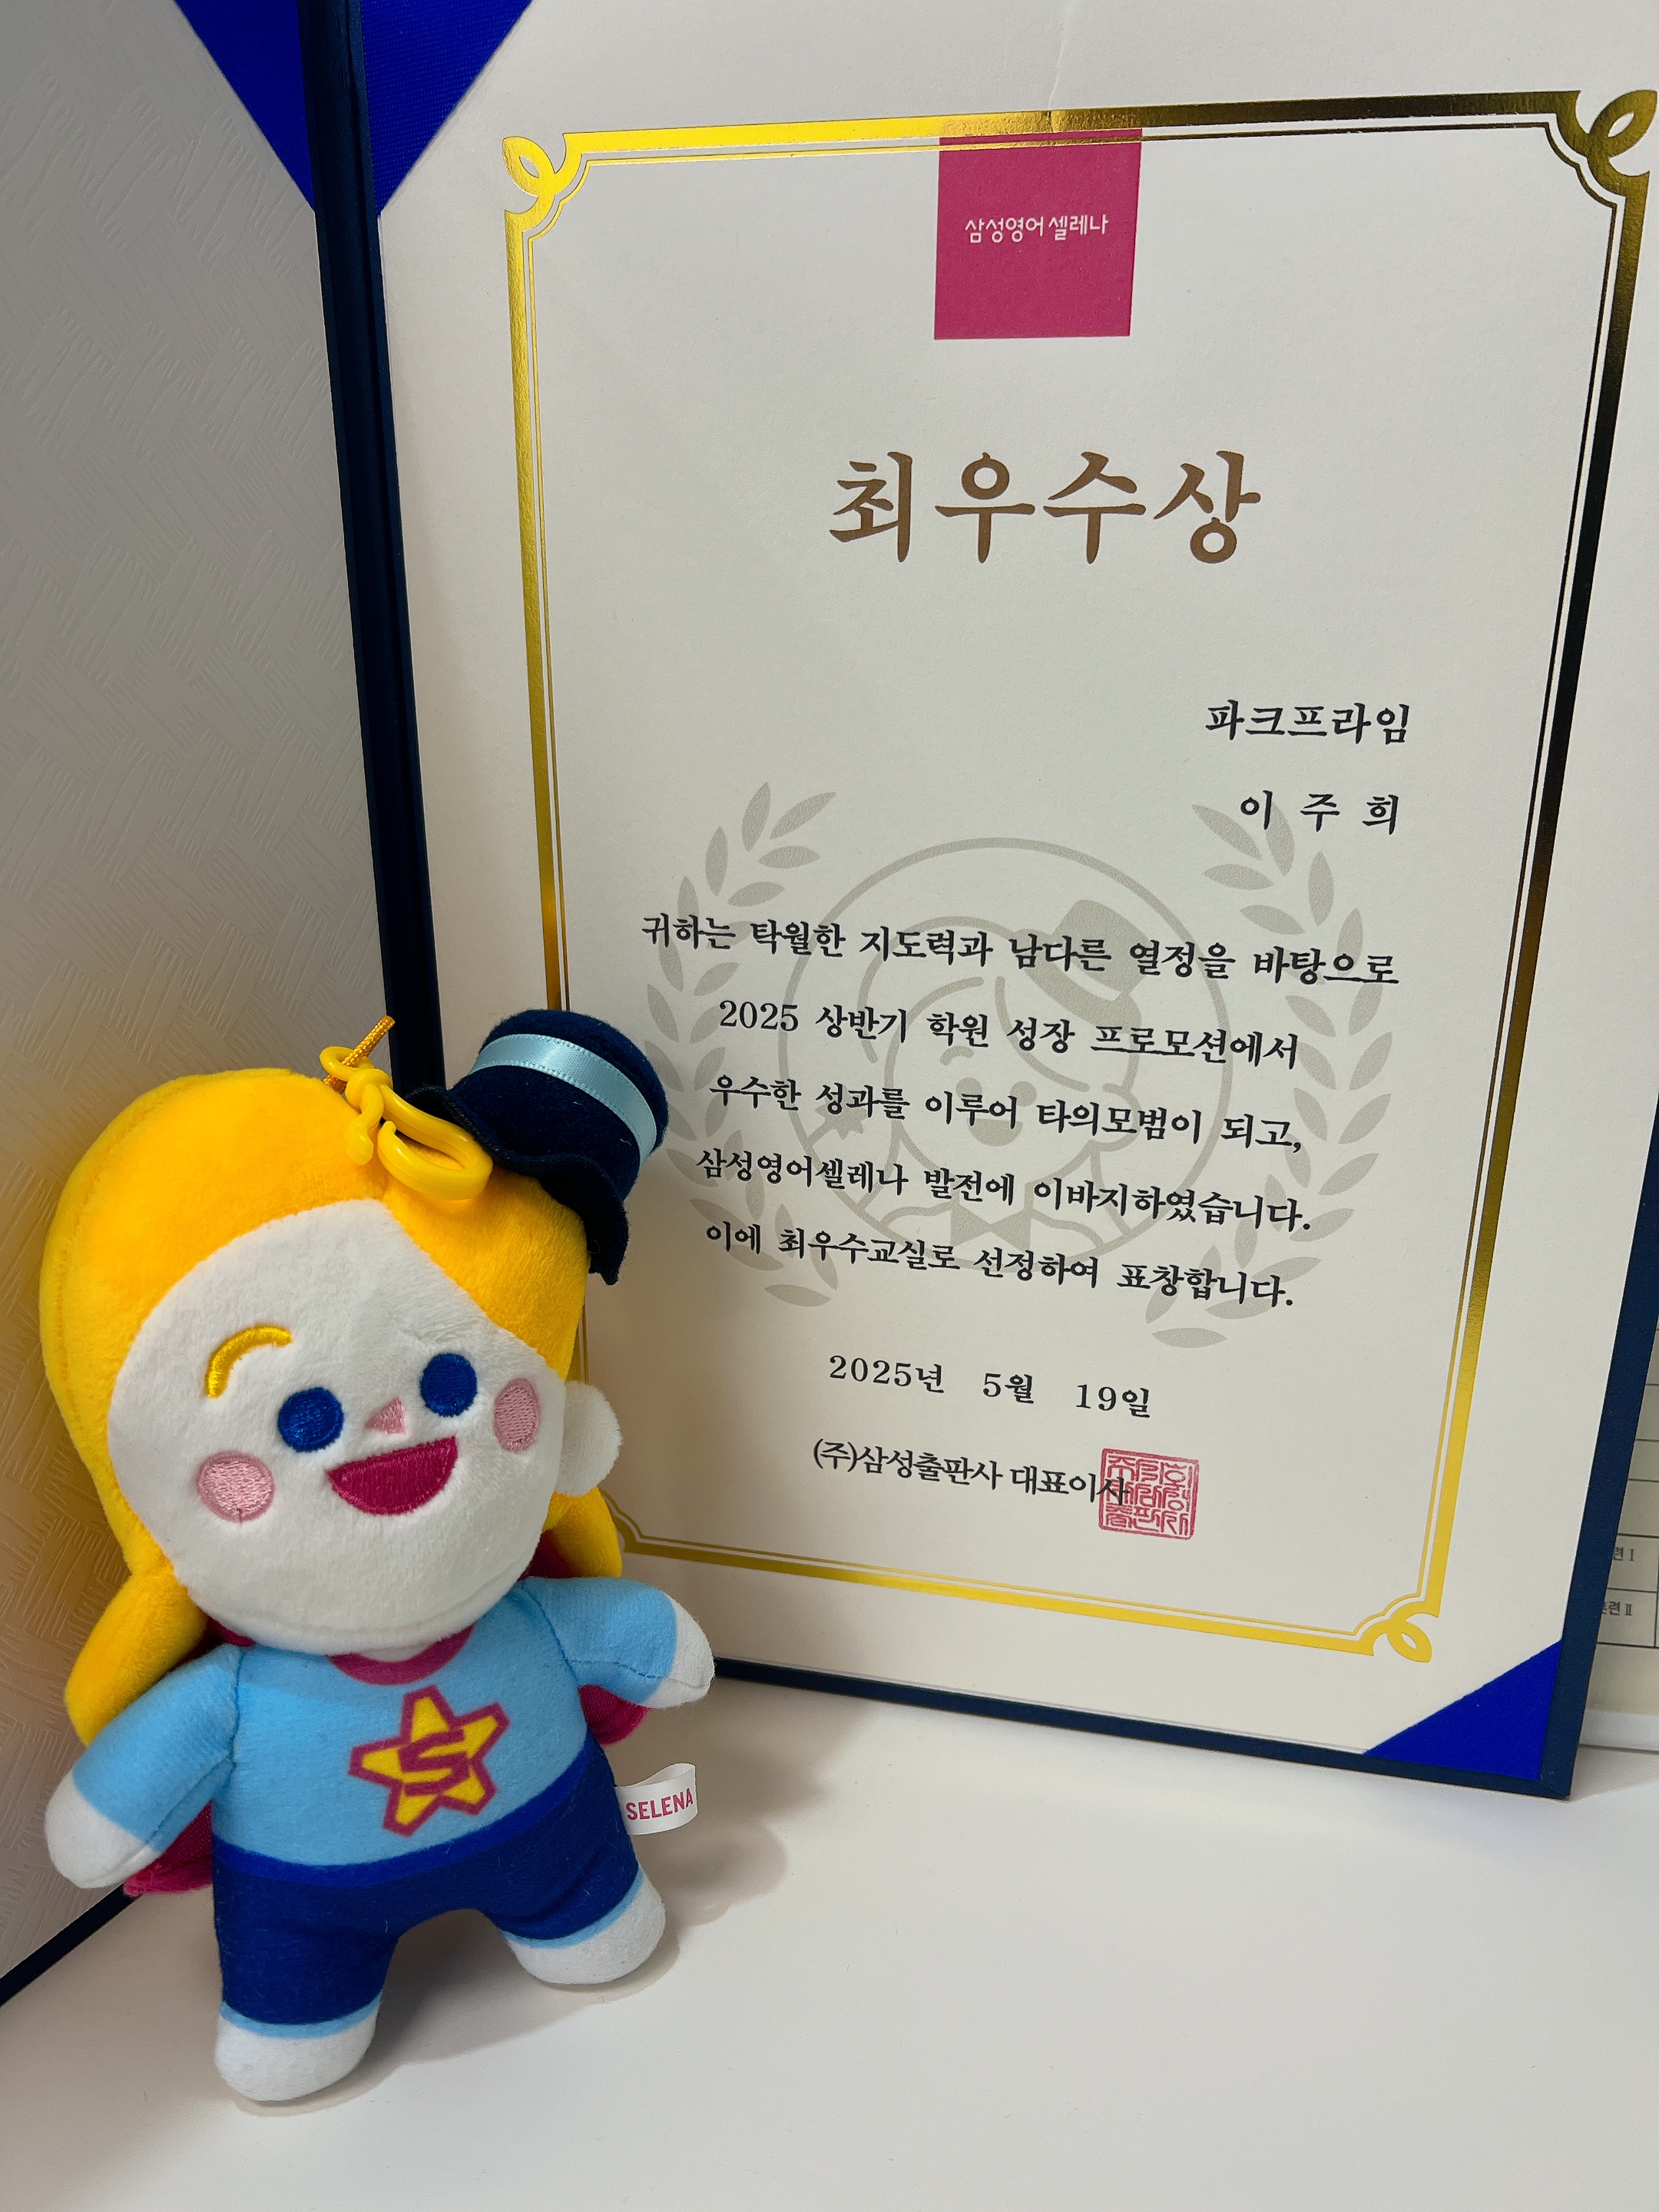 삼성영어 셀레나
최우수상
파크프라임
이 주 희
귀하는 탁월한 지도력과 남다른 열정을 바탕으로
2025 상반기 학원 성장 프로모션에서
우수한 성과를 이루어 타의모범이 되고,
삼성영어셀레나 발전에 이바지하였습니다.
이에 최우수교실로 선정하여 표창합니다.
2025년 5월 19일
(주)삼성출판사 대표이사
S
SELENA
련 I
련 II